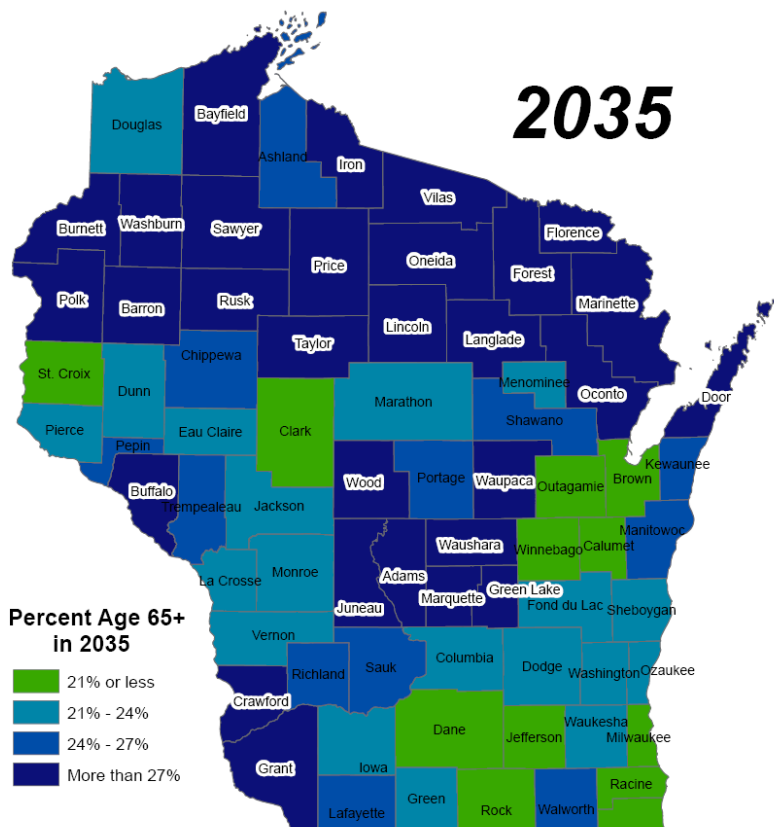 2035
Bayfield
Douglas
Ashland
Iron
Vilas
Burnett
Washburn
Sawyer
Florence
Price
Oneida
Forest
Marinette
Polk
Barron
Rusk
Lincoln
Langlade
Taylor
Chippewa
St. Croix
Dunn
Menominee
Oconto
Door
Marathon
Shawano
Pierce
Eau Claire
Clark
Pepin
Kewaunee
Buffalo
Wood
Portage
Waupaca
Outagamie
Brown
Trempealeau
Jackson
Manitowoc
Waushara
Winnebago
Calumet
La Crosse
Monroe
Adams
Juneau
Marquette
Green Lake
Fond du Lac
Sheboygan
Percent Age 65+
in 2035
21% or less
21% - 24%
24% - 27%
More than 27%
Vernon
Richland
Sauk
Columbia
Dodge
Washington
Ozaukee
Crawford
Dane
Jefferson
Waukesha
Milwaukee
Grant
Iowa
Racine
Lafayette
Green
Rock
Walworth